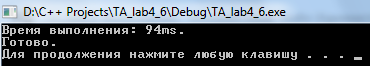 D:\C++ Projects\TA_lab4_6\Debug\TA_lab4_6.exe
Время выполнения: 94ms.
Готово.
Для продолжения нажмите любую клавишу . . .